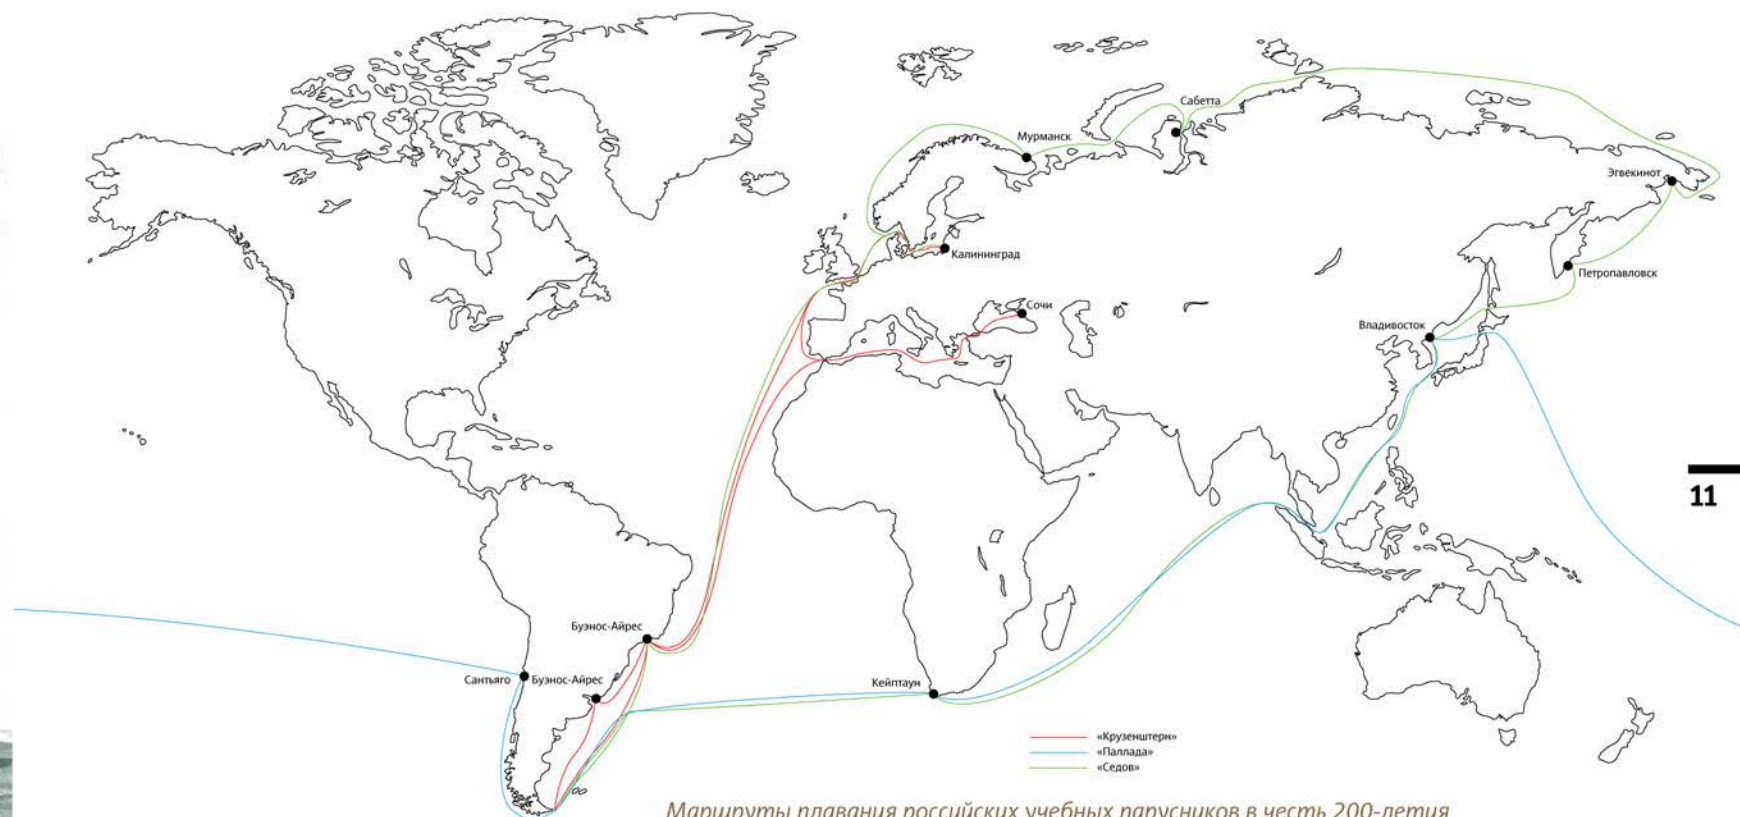 Сабетта
Мурманск
Эгвекинот
Калининград
Петропавловск
Сочи
Владивосток
11
Буэнос-Айрес
Сантьяго
Буэнос-Айрес
Кейптаун
«Крузенштерн»
«Паллада»
«Седов»
Маршруты плавания российских учебных парусников в честь 200-летия